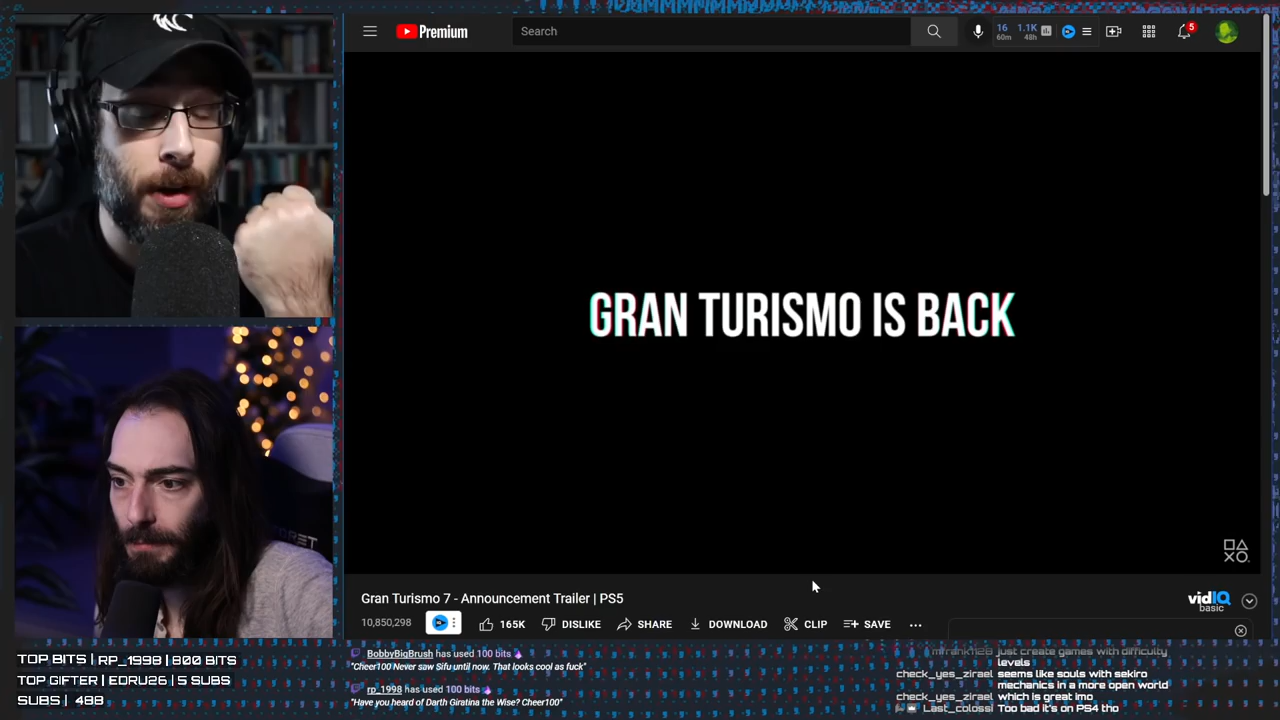 Premium
Search
16
60m
1.1K
48h
5
GRAN TURISMO IS BACK
Gran Turismo 7 - Announcement Trailer | PS5
vidIQ
basic
10,850,298
165K
DISLIKE
SHARE
DOWNLOAD
CLIP
SAVE
TOP BITS | RP_1998 | 800 BITS
TOP GIFTER | EDRU26 | 5 SUBS
SUBS | 488
BobbyBigBrush has used 100 bits
"Cheer100 Never saw Sifu until now. That looks cool as fuck"
rp_1998 has used 100 bits
"Have you heard of Darth Giratina the Wise? Cheer100"
just create games with difficulty
levels
check_yes_zirael seems like souls with sekiro
mechanics in a more open world
check_yes_zirael which is great imo
Last_colossi Too bad it's on PS4 tho